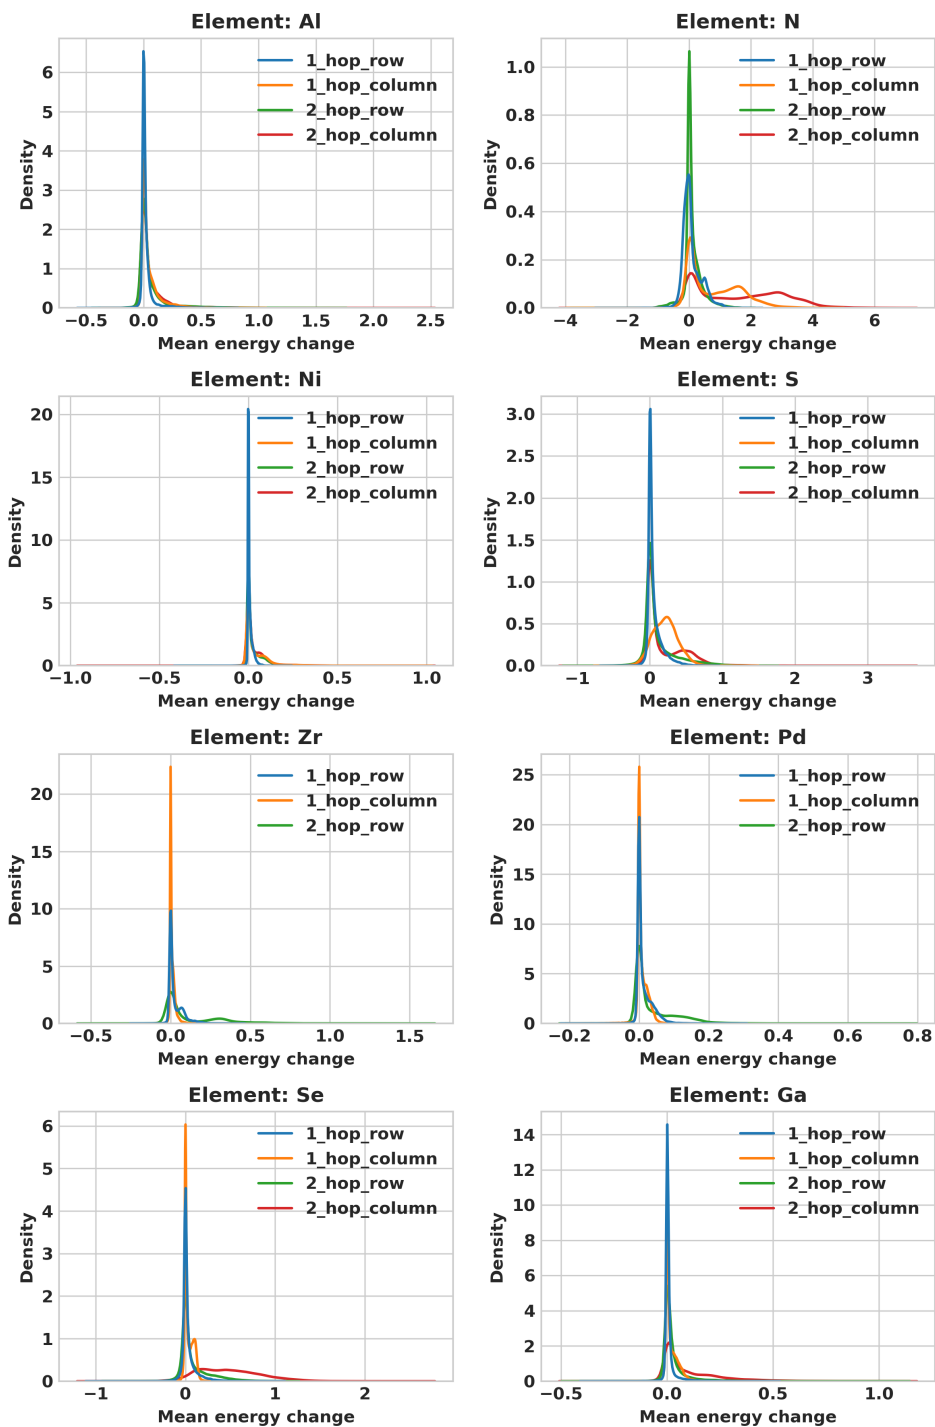 Element: Al
6
5
4
3
2
1
0
Density
1_hop_row
1_hop_column
2_hop_row
2_hop_column
−0.5 0.0 0.5 1.0 1.5 2.0 2.5
Mean energy change
Element: N
1.0
0.8
0.6
0.4
0.2
0.0
Density
1_hop_row
1_hop_column
2_hop_row
2_hop_column
−4 −2 0 2 4 6
Mean energy change
Element: Ni
20
15
10
5
0
Density
1_hop_row
1_hop_column
2_hop_row
2_hop_column
−1.0 −0.5 0.0 0.5 1.0
Mean energy change
Element: S
3.0
2.5
2.0
1.5
1.0
0.5
0.0
Density
1_hop_row
1_hop_column
2_hop_row
2_hop_column
−1 0 1 2 3
Mean energy change
Element: Zr
20
15
10
5
0
Density
1_hop_row
1_hop_column
2_hop_row
−0.5 0.0 0.5 1.0 1.5
Mean energy change
Element: Pd
25
20
15
10
5
0
Density
1_hop_row
1_hop_column
2_hop_row
−0.2 0.0 0.2 0.4 0.6 0.8
Mean energy change
Element: Se
6
5
4
3
2
1
0
Density
1_hop_row
1_hop_column
2_hop_row
2_hop_column
−1 0 1 2
Mean energy change
Element: Ga
14
12
10
8
6
4
2
0
Density
1_hop_row
1_hop_column
2_hop_row
2_hop_column
−0.5 0.0 0.5 1.0
Mean energy change